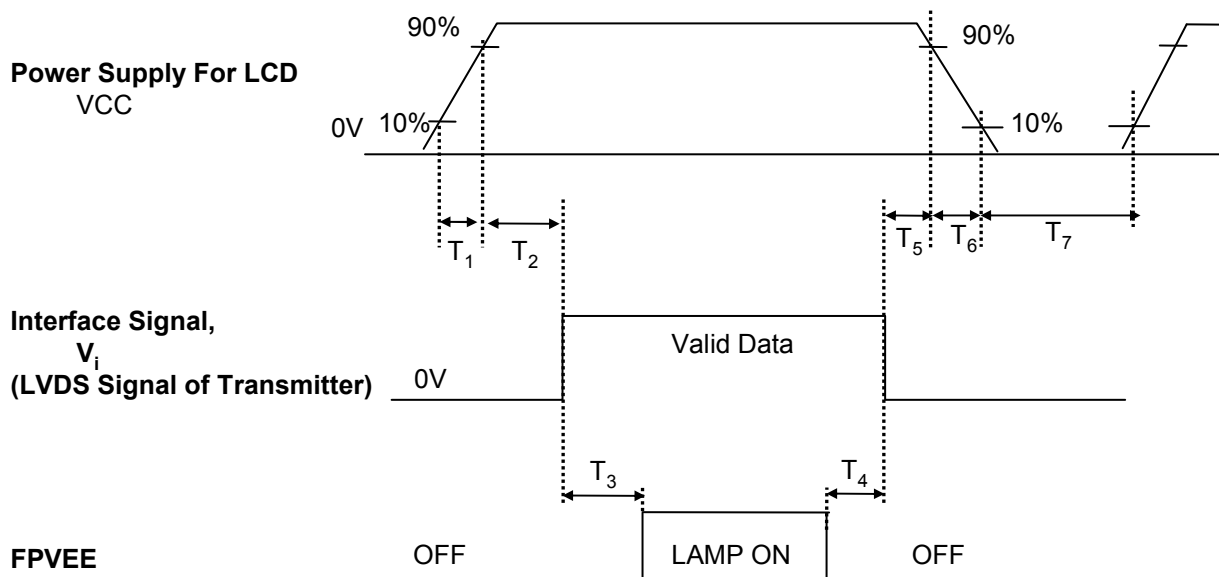 90%
90%
Power Supply For LCD
VCC
0V
10%
10%
T1
T2
T5
T6
T7
Interface Signal,
Vi
(LVDS Signal of Transmitter)
0V
Valid Data
T3
T4
FPVEE
OFF
LAMP ON
OFF